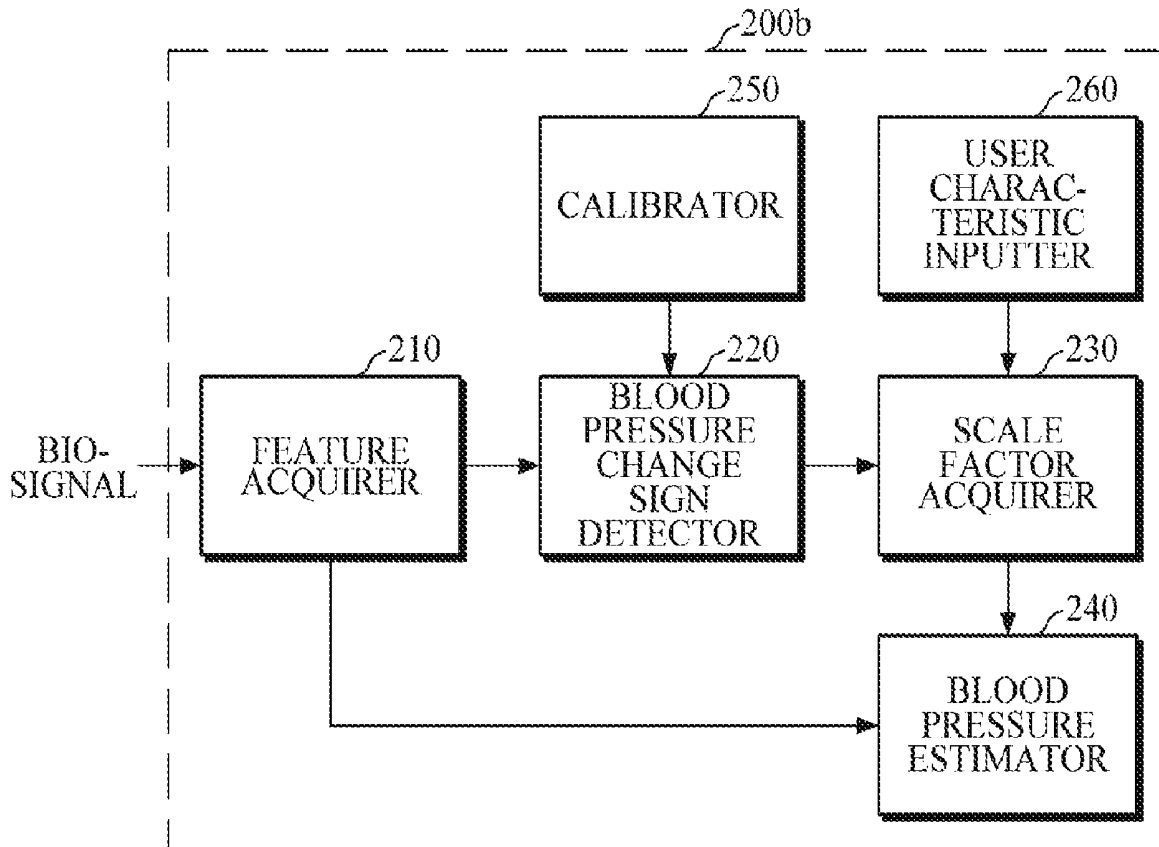 200b
250
CALIBRATOR
260
USER
CHARAC-
TERISTIC
INPUTTER
BIO-
SIGNAL
210
FEATURE
ACQUIRER
220
BLOOD
PRESSURE
CHANGE
SIGN
DETECTOR
230
SCALE
FACTOR
ACQUIRER
240
BLOOD
PRESSURE
ESTIMATOR